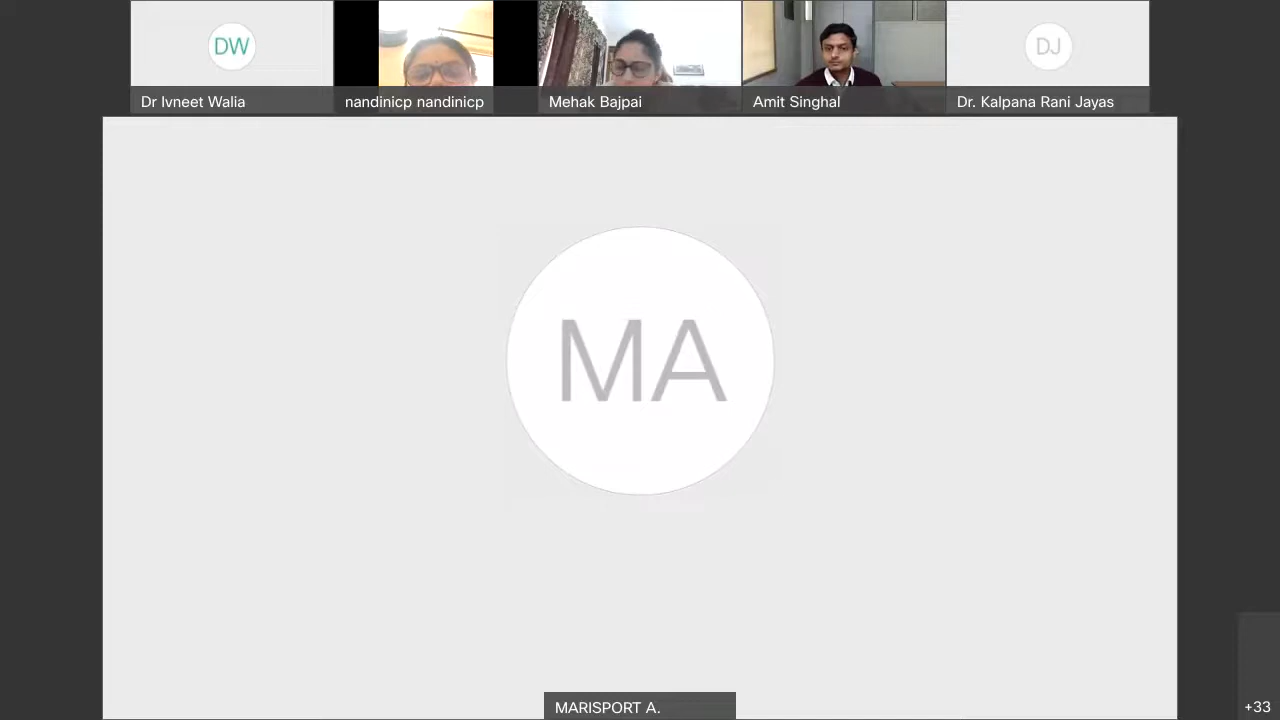 DW
Dr Ivneet Walia
nandinicp nandinicp
Mehak Bajpai
Amit Singhal
DJ
Dr. Kalpana Rani Jayas
MA
MARISPORT A.
+33